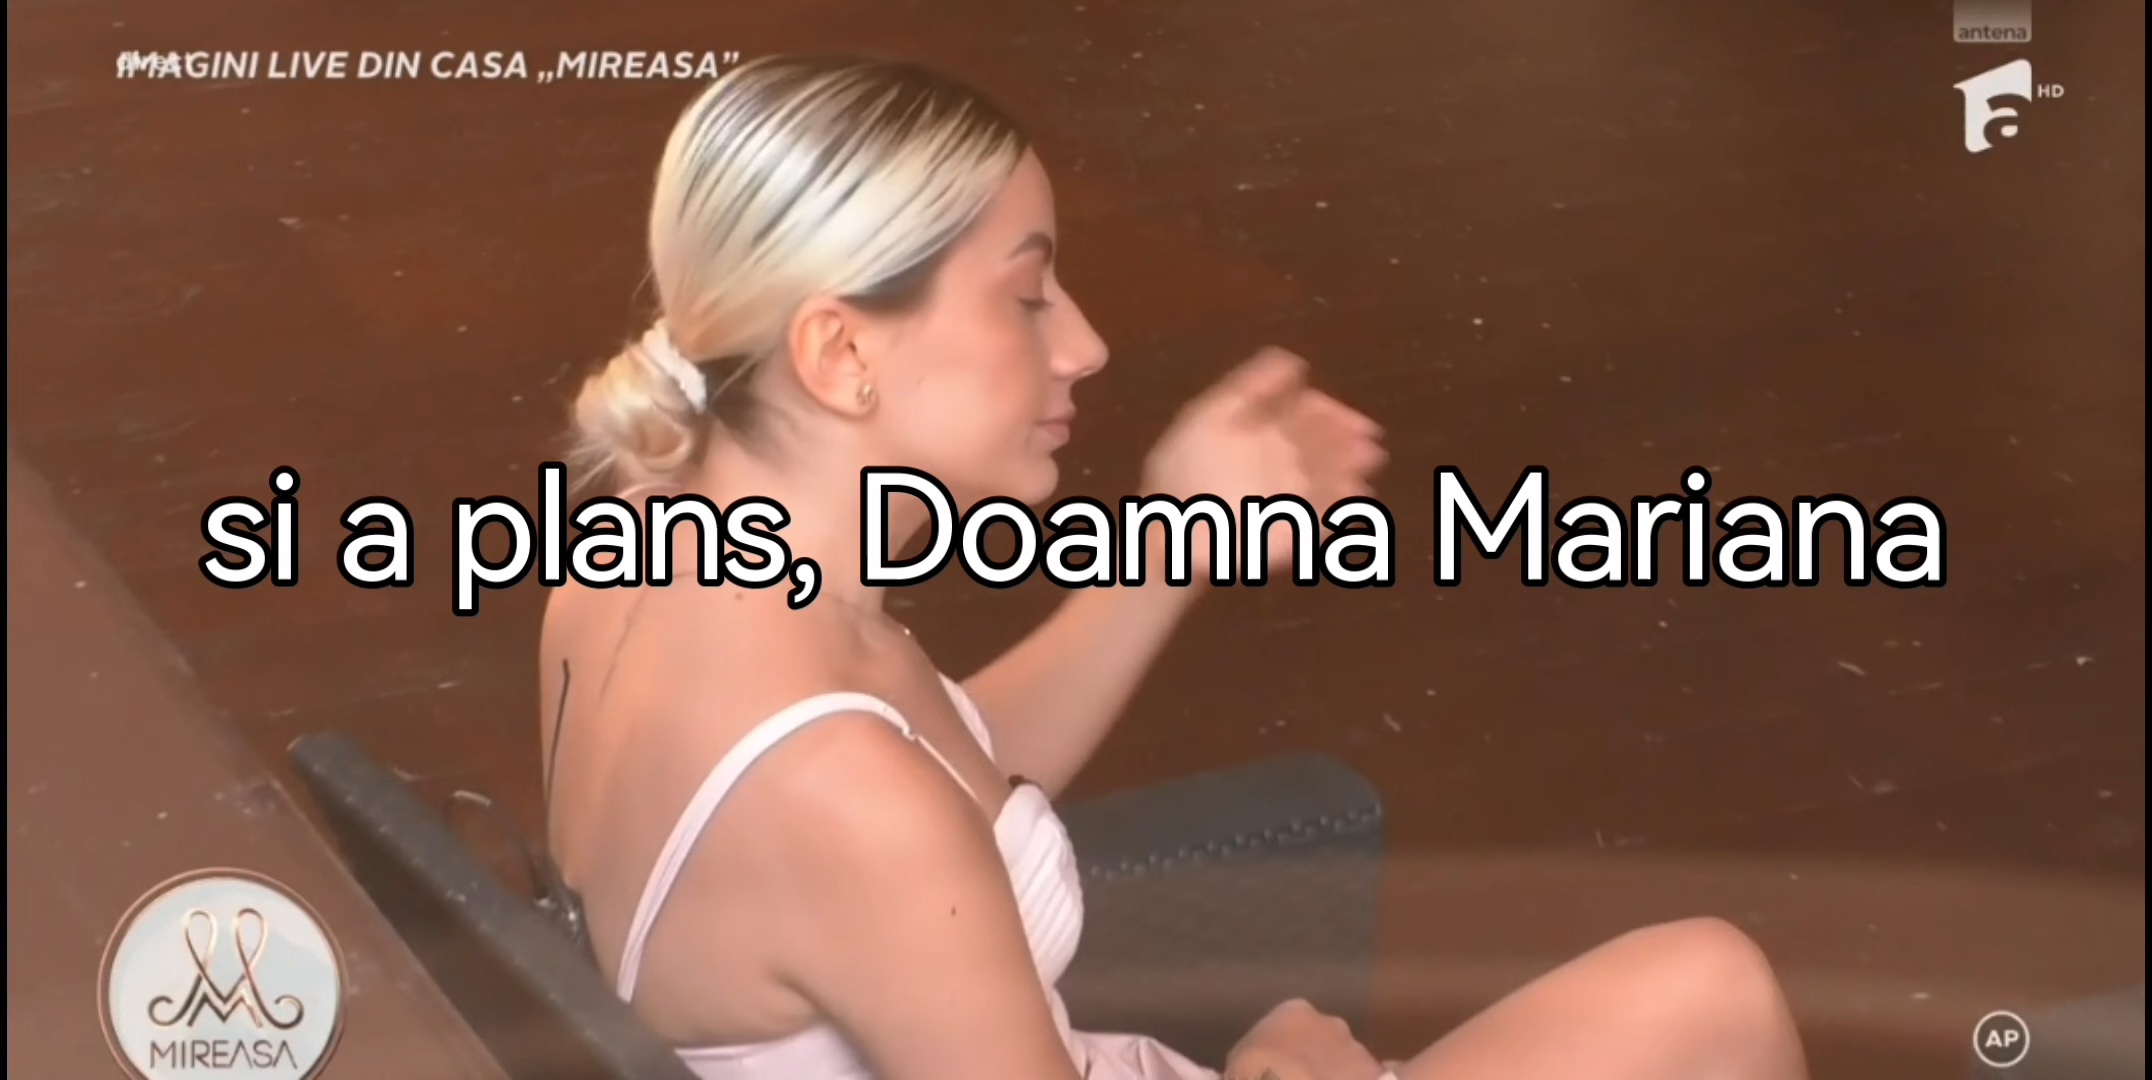 IMAGINI LIVE DIN CASA „MIREASA”
antena
a HD
si a plans, Doamna Mariana
MIREASA
AP